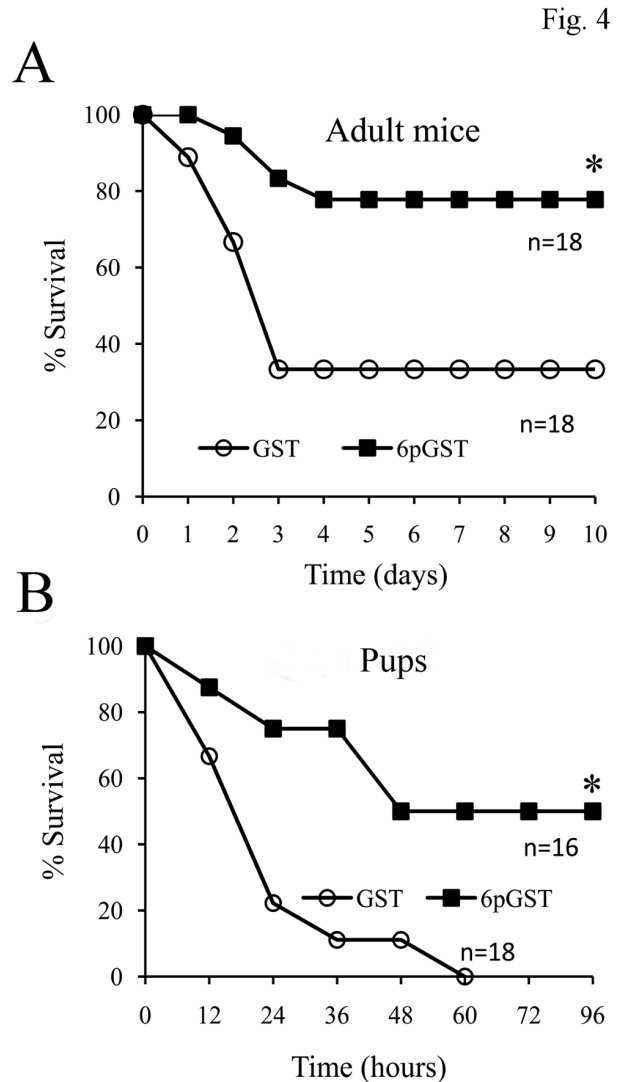 Fig. 4
A
Adult mice
*
100
80
60
40
20
0
% Survival
n=18
n=18
GST 6pGST
0 1 2 3 4 5 6 7 8 9 10
Time (days)
B
Pups
*
100
80
60
40
20
0
% Survival
n=16
GST 6pGST
n=18
0 12 24 36 48 60 72 96
Time (hours)